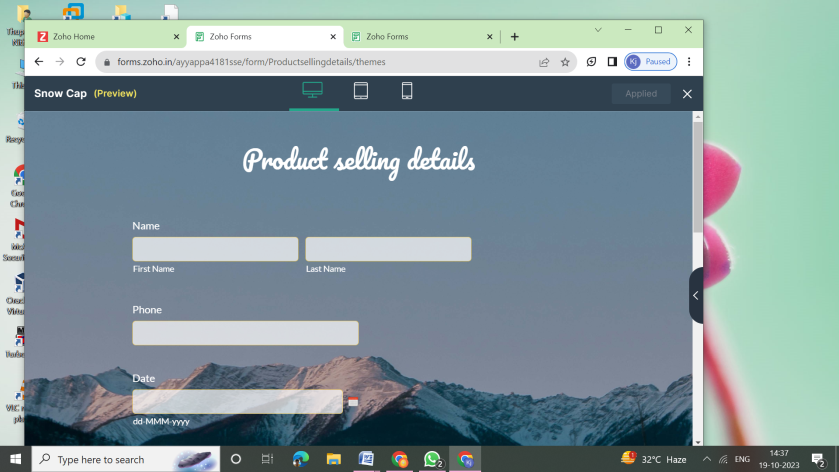 Zoho Home
Zoho Forms
Zoho Forms
forms.zoho.in/ayyappa4181sse/form/Productsellingdetails/themes
Kj Paused
Snow Cap (Preview)
Applied
Product selling details
Name
First Name
Last Name
Phone
Date
dd-MMM-yyyy
Type here to search
2
32°C Haze
ENG
14:37
19-10-2023
2